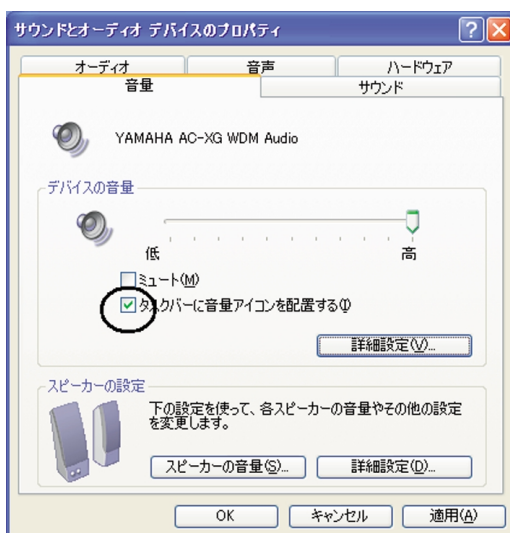 サウンドとオーディオ デバイスのプロパティ
オーディオ 音声 ハードウェア
音量 サウンド
YAMAHA AC-XG WDM Audio
デバイスの音量
低 高
ミュート(M)
タスクバーに音量アイコンを配置する(I)
詳細設定(V)...
スピーカーの設定
下の設定を使って、各スピーカーの音量やその他の設定
を変更します。
スピーカーの音量(S)... 詳細設定(D)...
OK キャンセル 適用(A)